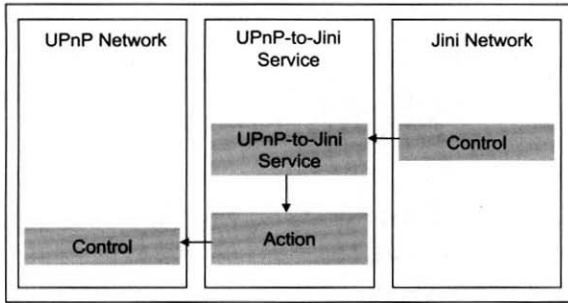 UPnP Network
UPnP-to-Jini
Service
Jini Network
UPnP-to-Jini
Service
Control
Control
Action